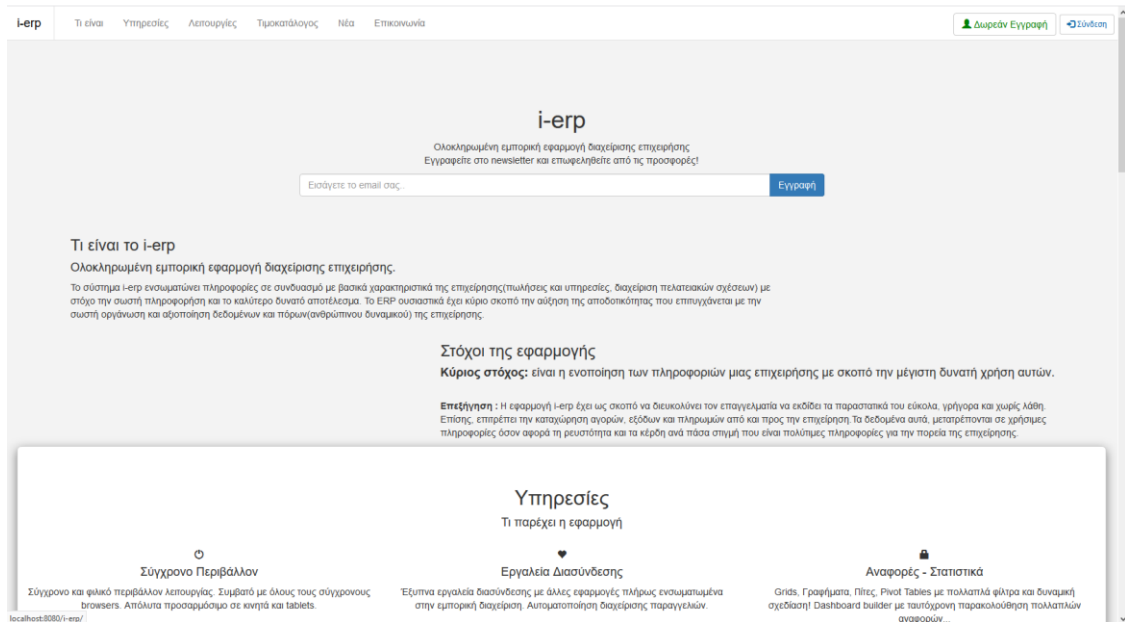 i-erp Τι είναι Υπηρεσίες Λειτουργίες Τιμοκατάλογος Νέα Επικοινωνία Δωρεάν Εγγραφή Σύνδεση
i-erp
Ολοκληρωμένη εμπορική εφαρμογή διαχείρισης επιχειρήσης
Εγγραφείτε στο newsletter και επωφεληθείτε από τις προσφορές!
Εισάγετε το email σας.. Εγγραφή
Τι είναι το i-erp
Ολοκληρωμένη εμπορική εφαρμογή διαχείρισης επιχειρήσης.
Το σύστημα i-erp ενσωματώνει πληροφορίες σε συνδυασμό με βασικά χαρακτηριστικά της επιχείρησης(πωλήσεις και υπηρεσίες, διαχείριση πελατειακών σχέσεων) με
στόχο την σωστή πληροφορήση και το καλύτερο δυνατό αποτέλεσμα. Το ERP ουσιαστικά έχει κύριο σκοπό την αύξηση της αποδοτικότητας που επιτυγχάνεται με την
σωστή οργάνωση και αξιοποίηση δεδομένων και πόρων(ανθρώπινου δυναμικού) της επιχείρησης.
Στόχοι της εφαρμογής
Κύριος στόχος: είναι η ενοποίηση των πληροφοριών μιας επιχείρησης με σκοπό την μέγιστη δυνατή χρήση αυτών.
Επεξήγηση : Η εφαρμογή i-erp έχει ως σκοπό να διευκολύνει τον επαγγελματία να εκδίδει τα παραστατικά του εύκολα, γρήγορα και χωρίς λάθη.
Επίσης, επιτρέπει την καταχώρηση αγορών, εξόδων και πληρωμών από και προς την επιχείρηση.Τα δεδομένα αυτά, μετατρέπονται σε χρήσιμες
πληροφορίες όσον αφορά τη ρευστότητα και τα κέρδη ανά πάσα στιγμή που είναι πολύτιμες πληροφορίες για την πορεία της επιχείρησης.
Υπηρεσίες
Τι παρέχει η εφαρμογή
Σύγχρονο Περιβάλλον Εργαλεία Διασύνδεσης Αναφορές - Στατιστικά
Σύγχρονο και φιλικό περιβάλλον λειτουργίας. Συμβατό με όλους τους σύγχρονους Έξυπνα εργαλεία διασύνδεσης με άλλες εφαρμογές πλήρως ενσωματωμένα Grids, Γραφήματα, Πίτες, Pivot Tables με πολλαπλά φίλτρα και δυναμική
browsers. Απόλυτα προσαρμόσιμο σε κινητά και tablets. στην εμπορική διαχείριση. Αυτοματοποίηση διαχείρισης παραγγελιών. σχεδίαση! Dashboard builder με ταυτόχρονη παρακολούθηση πολλαπλών
αναφορών...
localhost:8080/i-erp/